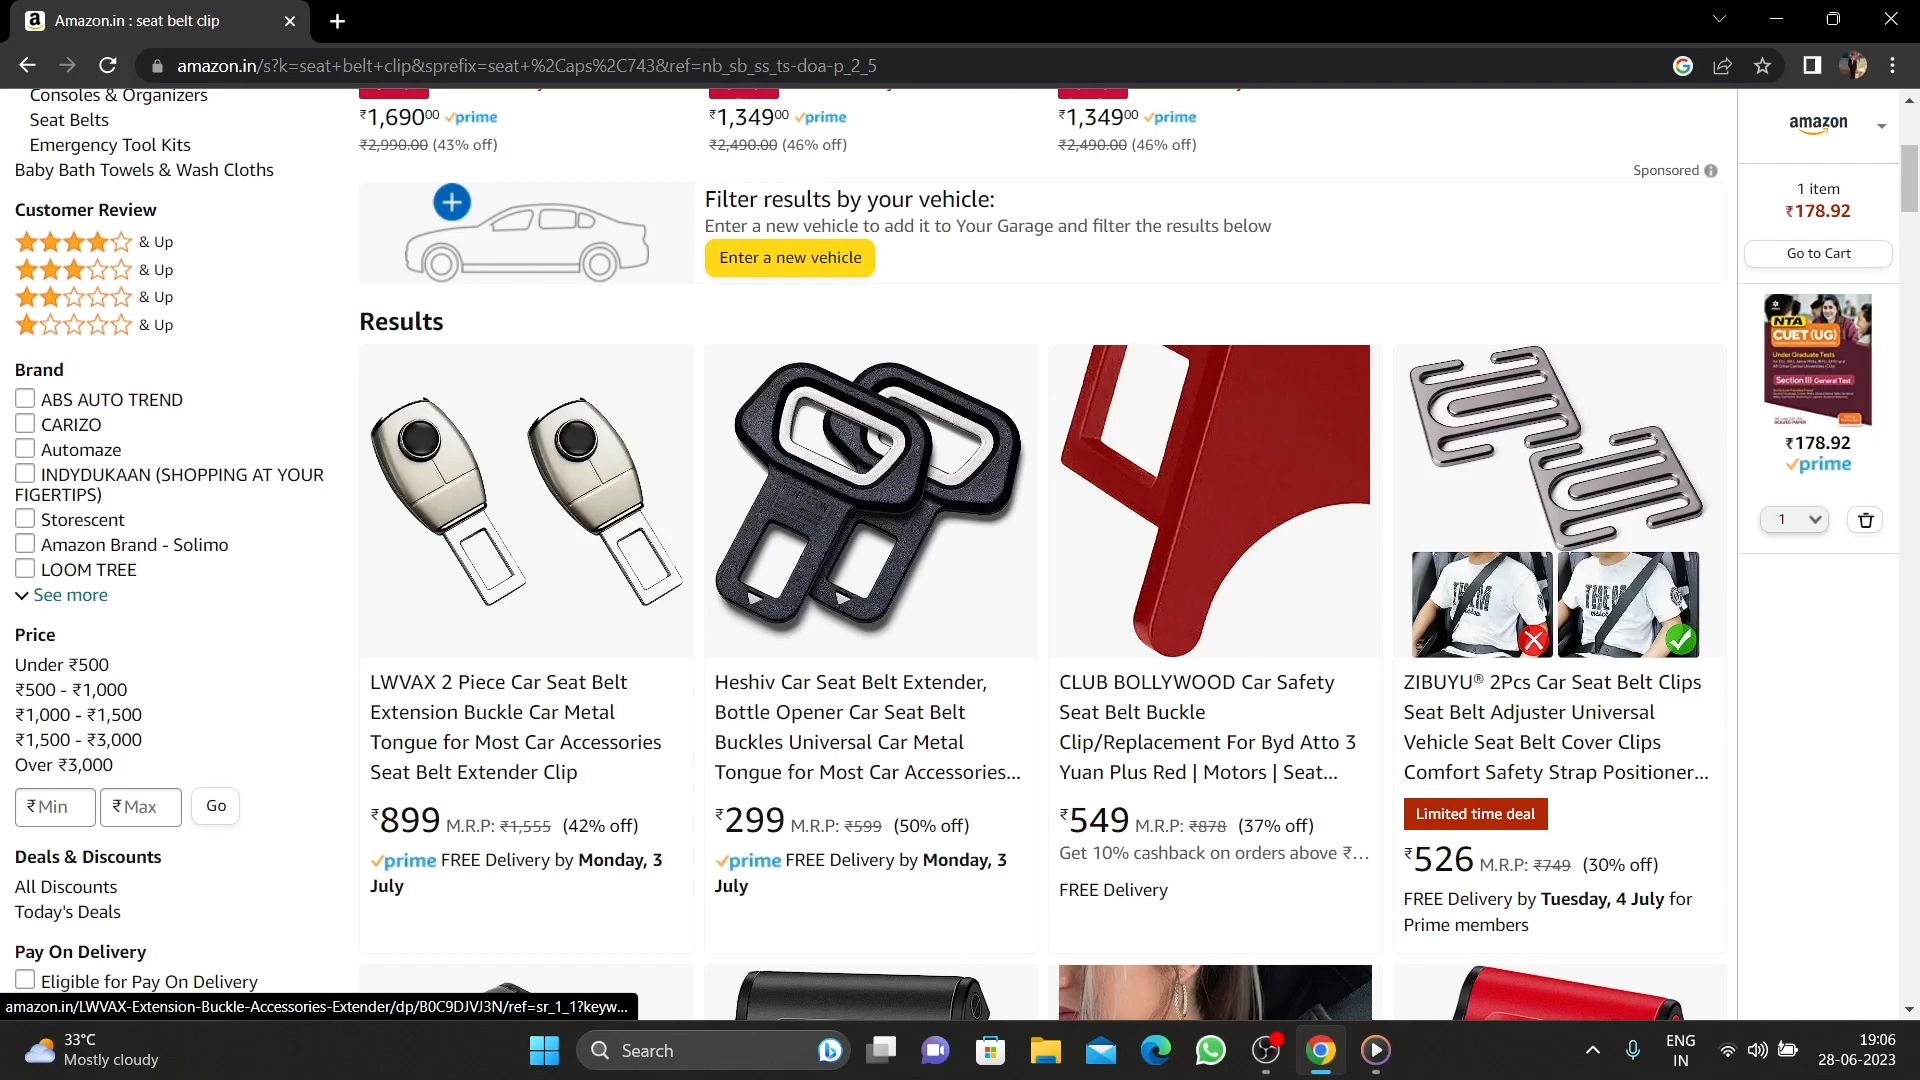 Amazon.in : seat belt clip
amazon.in/s?k=seat+belt+clip&sprefix=seat+%2Caps%2C743&ref=nb_sb_ss_ts-doa-p_2_5
Consoles & Organizers
Seat Belts
Emergency Tool Kits
Baby Bath Towels & Wash Cloths
Customer Review
& Up
& Up
& Up
& Up
Brand
ABS AUTO TREND
CARIZO
Automaze
INDYDUKAAN (SHOPPING AT YOUR
FIGERTIPS)
Storescent
Amazon Brand - Solimo
LOOM TREE
See more
Price
Under ₹500
₹500 - ₹1,000
₹1,000 - ₹1,500
₹1,500 - ₹3,000
Over ₹3,000
₹Min ₹Max Go
Deals & Discounts
All Discounts
Today's Deals
Pay On Delivery
Eligible for Pay On Delivery
₹1,690⁰⁰ prime
₹2,990.00 (43% off)
₹1,349⁰⁰ prime
₹2,490.00 (46% off)
₹1,349⁰⁰ prime
₹2,490.00 (46% off)
Sponsored
Filter results by your vehicle:
Enter a new vehicle to add it to Your Garage and filter the results below
Enter a new vehicle
Results
LWVAX 2 Piece Car Seat Belt
Extension Buckle Car Metal
Tongue for Most Car Accessories
Seat Belt Extender Clip
₹899 M.R.P: ₹1,555 (42% off)
prime FREE Delivery by Monday, 3
July
Heshiv Car Seat Belt Extender,
Bottle Opener Car Seat Belt
Buckles Universal Car Metal
Tongue for Most Car Accessories...
₹299 M.R.P: ₹599 (50% off)
prime FREE Delivery by Monday, 3
July
CLUB BOLLYWOOD Car Safety
Seat Belt Buckle
Clip/Replacement For Byd Atto 3
Yuan Plus Red | Motors | Seat...
₹549 M.R.P: ₹878 (37% off)
Get 10% cashback on orders above ₹...
FREE Delivery
ZIBUYU® 2Pcs Car Seat Belt Clips
Seat Belt Adjuster Universal
Vehicle Seat Belt Cover Clips
Comfort Safety Strap Positioner...
Limited time deal
₹526 M.R.P: ₹749 (30% off)
FREE Delivery by Tuesday, 4 July for
Prime members
amazon
1 item
₹178.92
Go to Cart
NTA
CUET (UG)
Under Graduate Tests
Section III General Test
₹178.92
prime
1
amazon.in/LWVAX-Extension-Buckle-Accessories-Extender/dp/B0C9DJVJ3N/ref=sr_1_1?keyw...
33°C
Mostly cloudy
Search
ENG
IN
19:06
28-06-2023